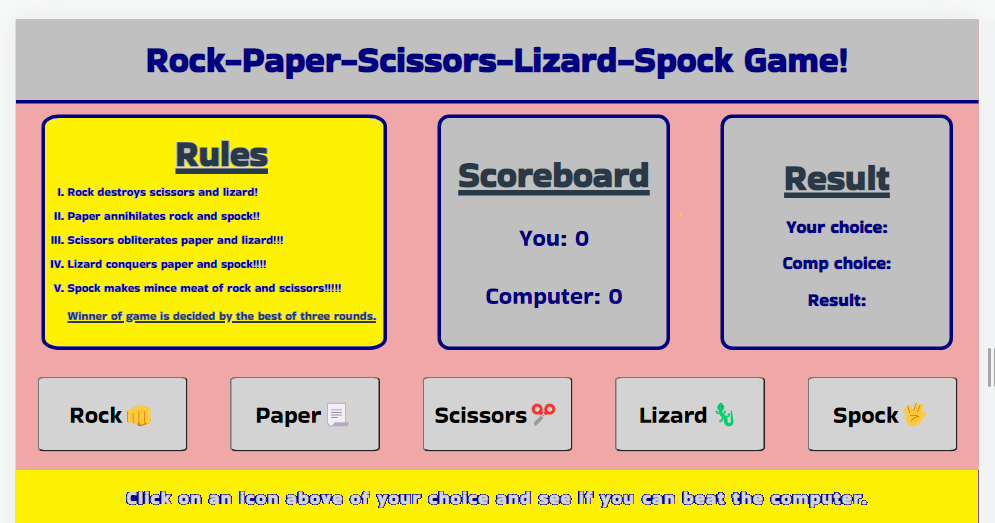 Rock-Paper-Scissors-Lizard-Spock Game!
Rules
I. Rock destroys scissors and lizard!
II. Paper annihilates rock and spock!!
III. Scissors obliterates paper and lizard!!!
IV. Lizard conquers paper and spock!!!!
V. Spock makes mince meat of rock and scissors!!!!!
Winner of game is decided by the best of three rounds.
Scoreboard
You: 0
Computer: 0
Result
Your choice:
Comp choice:
Result:
Rock
Paper
Scissors
Lizard
Spock
Click on an icon above of your choice and see if you can beat the computer.